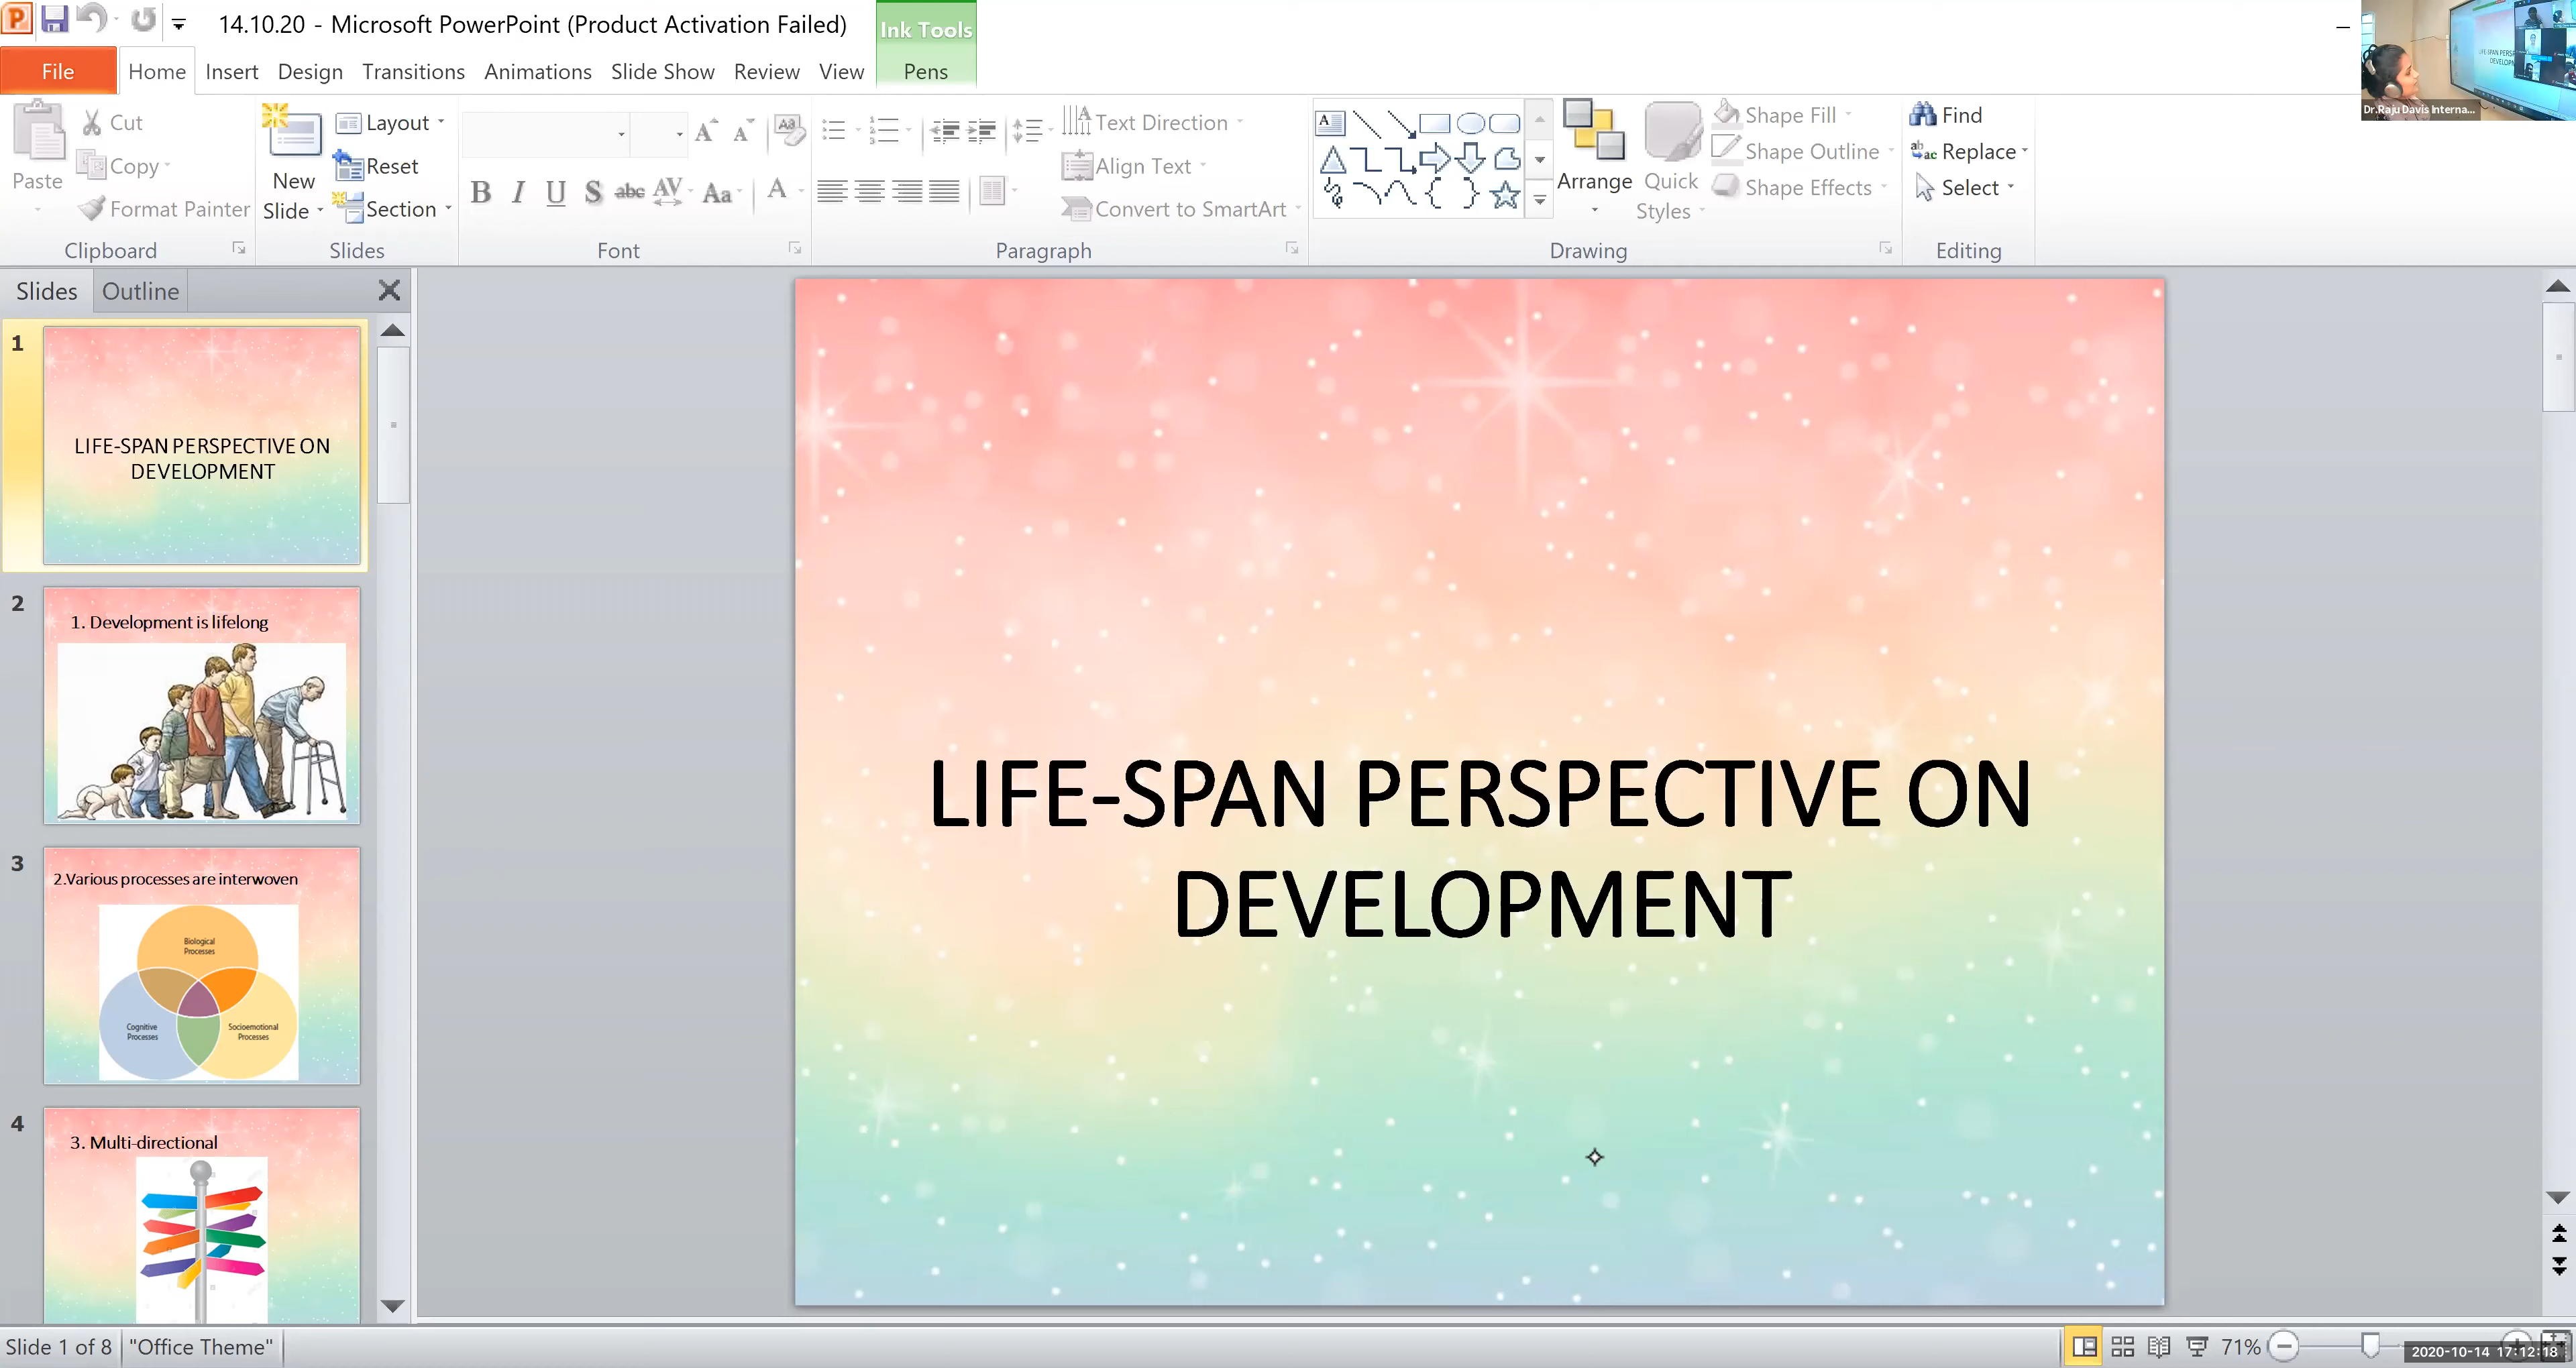 14.10.20 - Microsoft PowerPoint (Product Activation Failed)
Ink Tools
File Home Insert Design Transitions Animations Slide Show Review View Pens
Paste
Cut
Copy
Format Painter
Clipboard
New
Slide
Layout
Reset
Section
Slides
Font
Text Direction
Align Text
Convert to SmartArt
Paragraph
Arrange
Quick
Styles
Shape Fill
Shape Outline
Shape Effects
Drawing
Find
Replace
Select
Editing
Dr.Raju Davis Interna...
Slides Outline
1
LIFE-SPAN PERSPECTIVE ON
DEVELOPMENT
2
1. Development is lifelong
3
2.Various processes are interwoven
Biological
Processes
Cognitive
Processes
Socioemotional
Processes
4
3. Multi-directional
LIFE-SPAN PERSPECTIVE ON
DEVELOPMENT
Slide 1 of 8 "Office Theme" 71%
2020-10-14 17:12:18